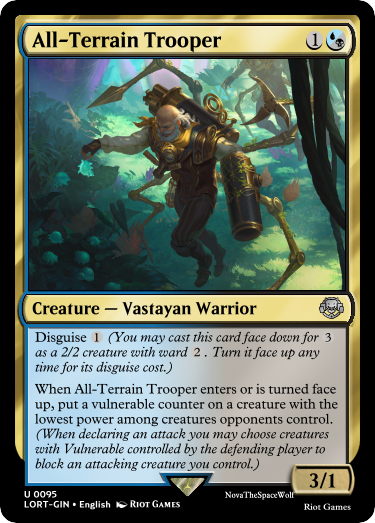 All-Terrain Trooper 1
Creature — Vastayan Warrior
Disguise 1 (You may cast this card face down for 3
as a 2/2 creature with ward 2 . Turn it face up any
time for its disguise cost.)
When All-Terrain Trooper enters or is turned face
up, put a vulnerable counter on a creature with the
lowest power among creatures opponents control.
(When declaring an attack you may choose creatures
with Vulnerable controlled by the defending player to
block an attacking creature you control.)
3/1
U 0095
LORT-GIN • English Riot Games
NovaTheSpaceWolf
Riot Games